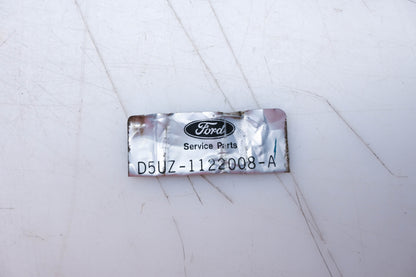 Ford
Service Parts
D5UZ-1122008-A